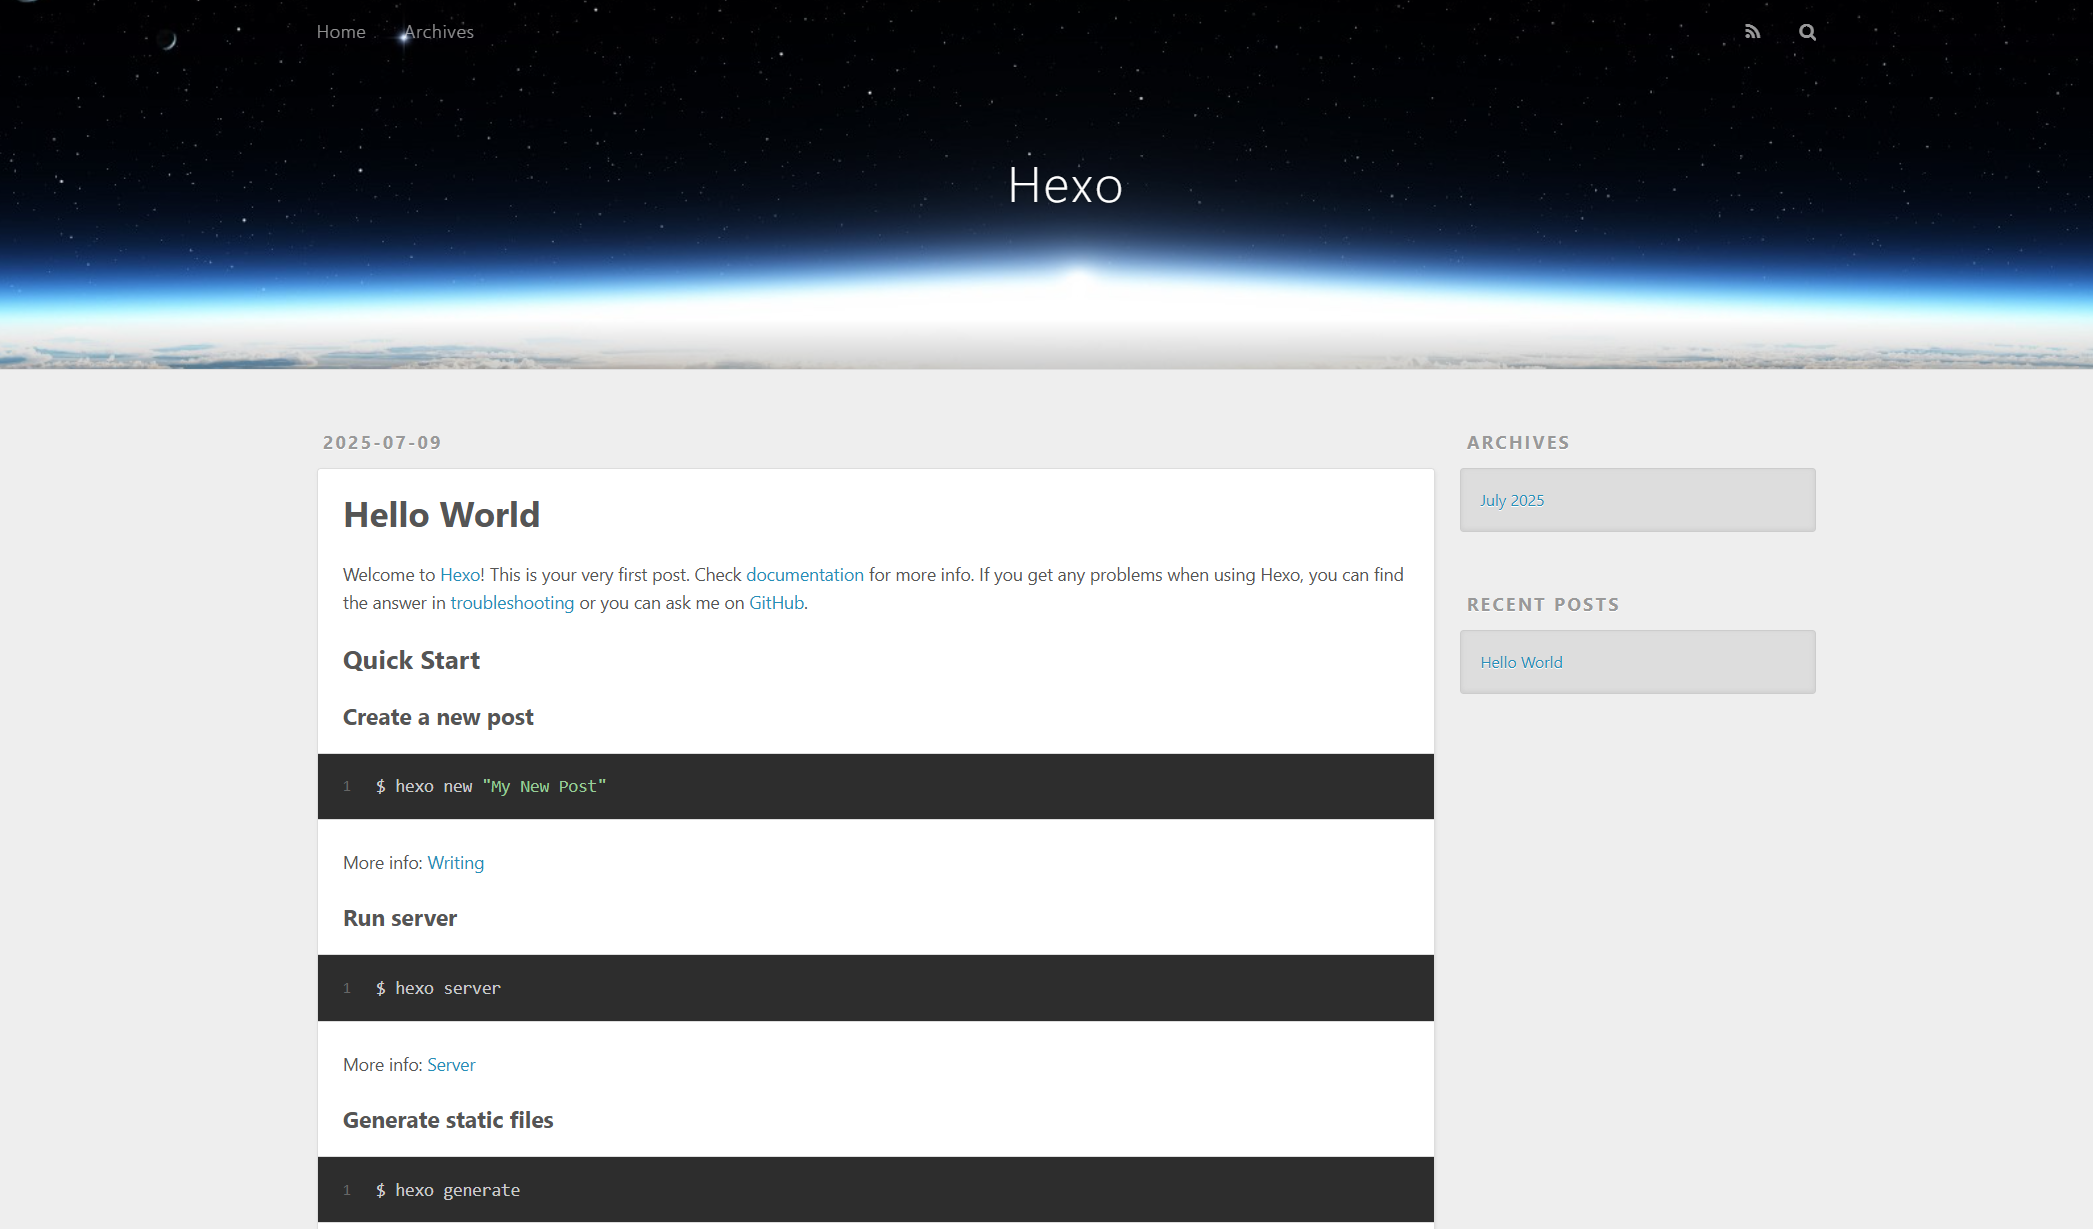 Home Archives
Hexo
2025-07-09
Hello World
Welcome to Hexo! This is your very first post. Check documentation for more info. If you get any problems when using Hexo, you can find
the answer in troubleshooting or you can ask me on GitHub.
Quick Start
Create a new post
1 $ hexo new "My New Post"
More info: Writing
Run server
1 $ hexo server
More info: Server
Generate static files
1 $ hexo generate
ARCHIVES
July 2025
RECENT POSTS
Hello World